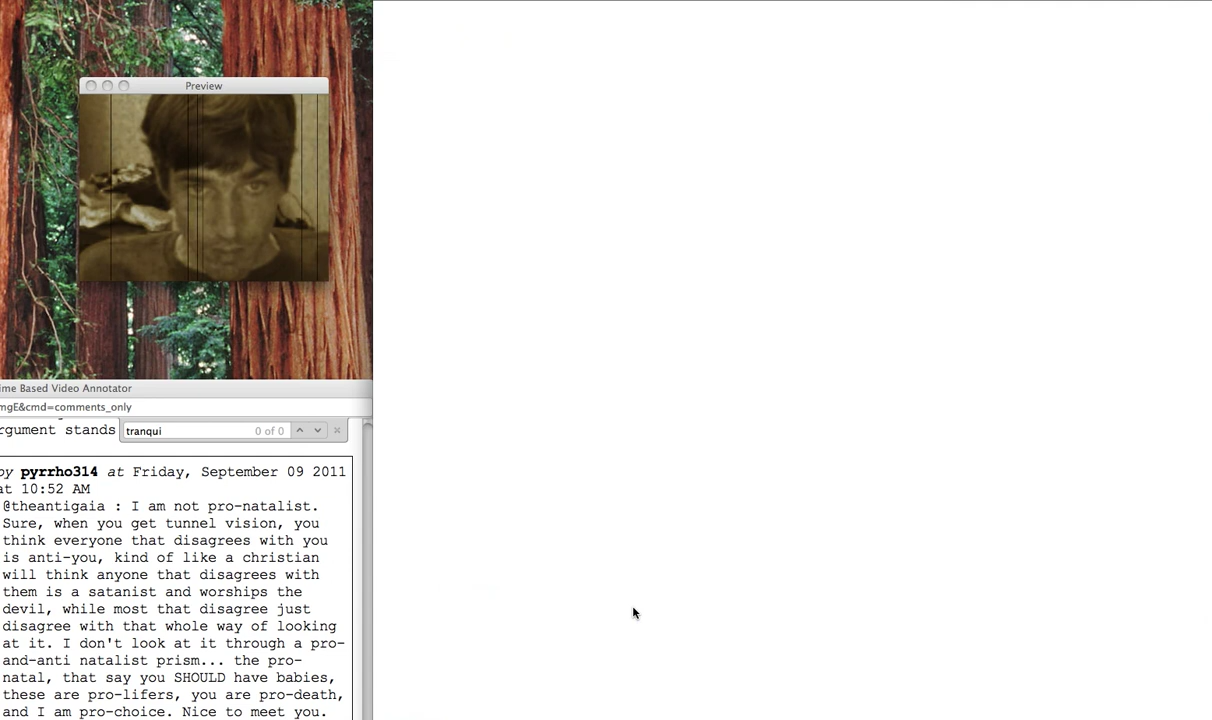 Preview
ime Based Video Annotator
mgE&cmd=comments_only
rgument stands
tranqui
0 of 0
by pyrrho314 at Friday, September 09 2011
at 10:52 AM
@theantigaia : I am not pro-natalist.
Sure, when you get tunnel vision, you
think everyone that disagrees with you
is anti-you, kind of like a christian
will think anyone that disagrees with
them is a satanist and worships the
devil, while most that disagree just
disagree with that whole way of looking
at it. I don't look at it through a pro-
and-anti natalist prism... the pro-
natal, that say you SHOULD have babies,
these are pro-lifers, you are pro-death,
and I am pro-choice. Nice to meet you.